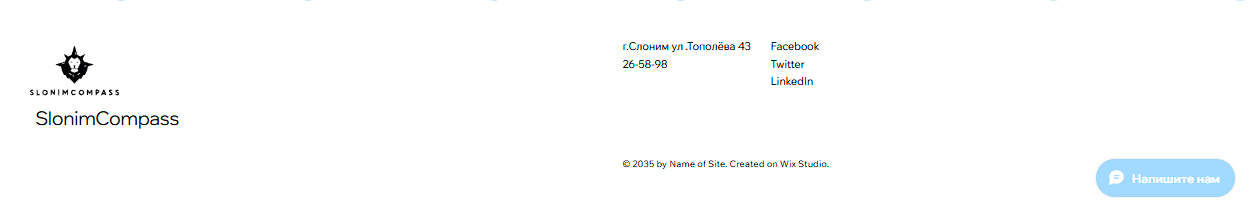 SLONIMCOMPASS
SlonimCompass
г.Слоним ул .Тополёва 43
26-58-98
Facebook
Twitter
LinkedIn
© 2035 by Name of Site. Created on Wix Studio.
Напишите нам